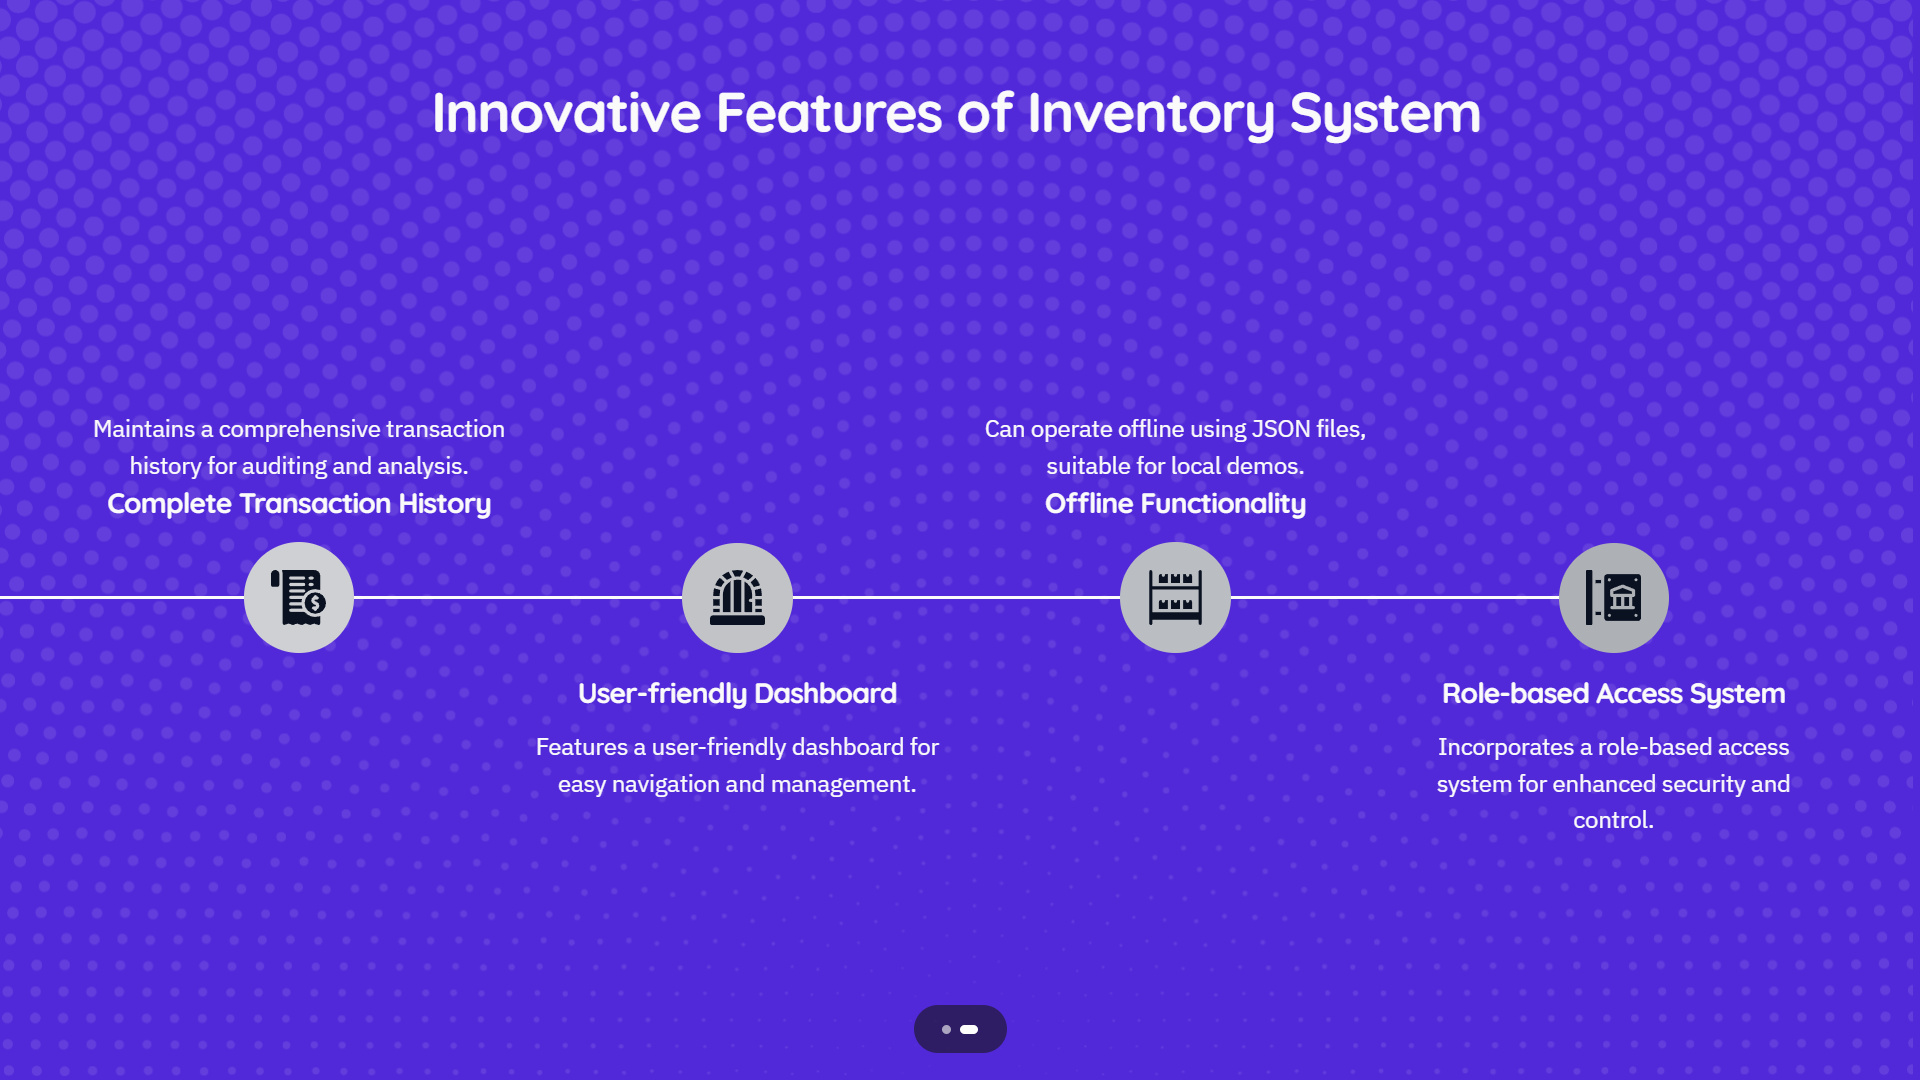 Innovative Features of Inventory System
Maintains a comprehensive transaction
history for auditing and analysis.
Complete Transaction History
User-friendly Dashboard
Features a user-friendly dashboard for
easy navigation and management.
Can operate offline using JSON files,
suitable for local demos.
Offline Functionality
Role-based Access System
Incorporates a role-based access
system for enhanced security and
control.